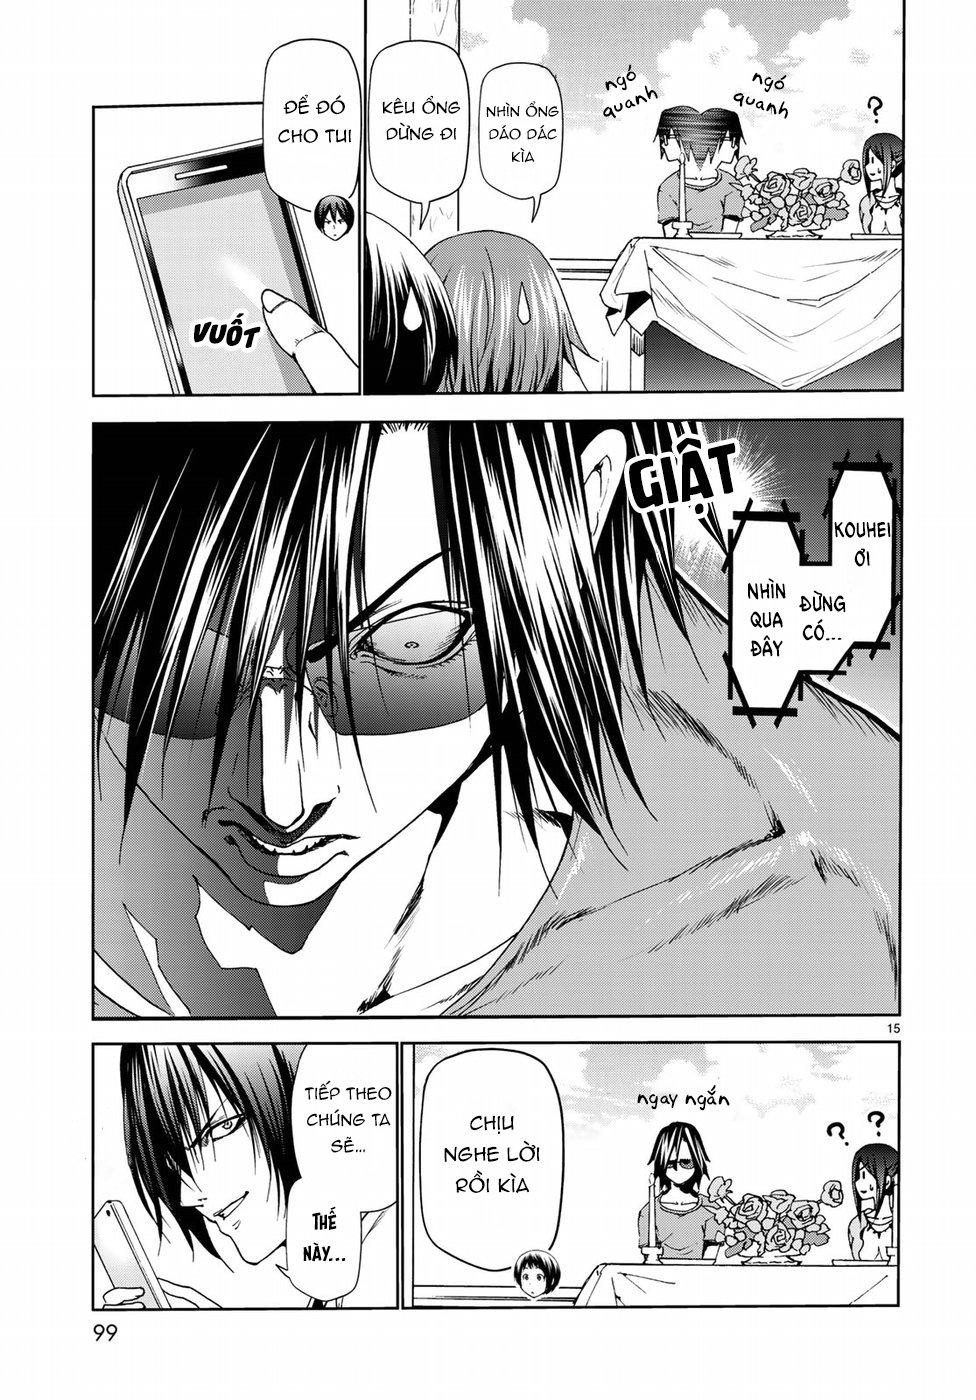 ngó
quanh
ngó
quanh
?
NHÌN ỔNG
DÁO DÁC
KÌA
KÊU ỔNG
DỪNG ĐI
ĐỂ ĐÓ
CHO TUI
VUỐT
GIẬT
KOUHEI
ƠI
ĐỪNG
CÓ...
NHÌN
QUA
ĐÂY
15
ngay ngắn
?
?
CHỊU
NGHE LỜI
RỒI KÌA
TIẾP THEO
CHÚNG TA
SẼ...
THẾ
NÀY...
99